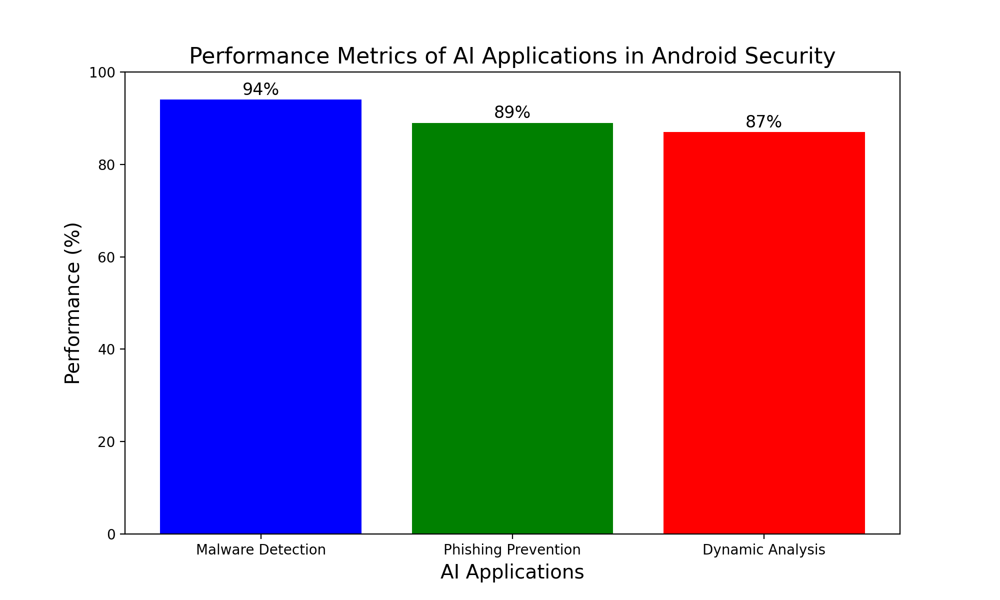 Performance Metrics of AI Applications in Android Security
100
80
60
40
20
0
Performance (%)
94%
89%
87%
Malware Detection
Phishing Prevention
Dynamic Analysis
AI Applications